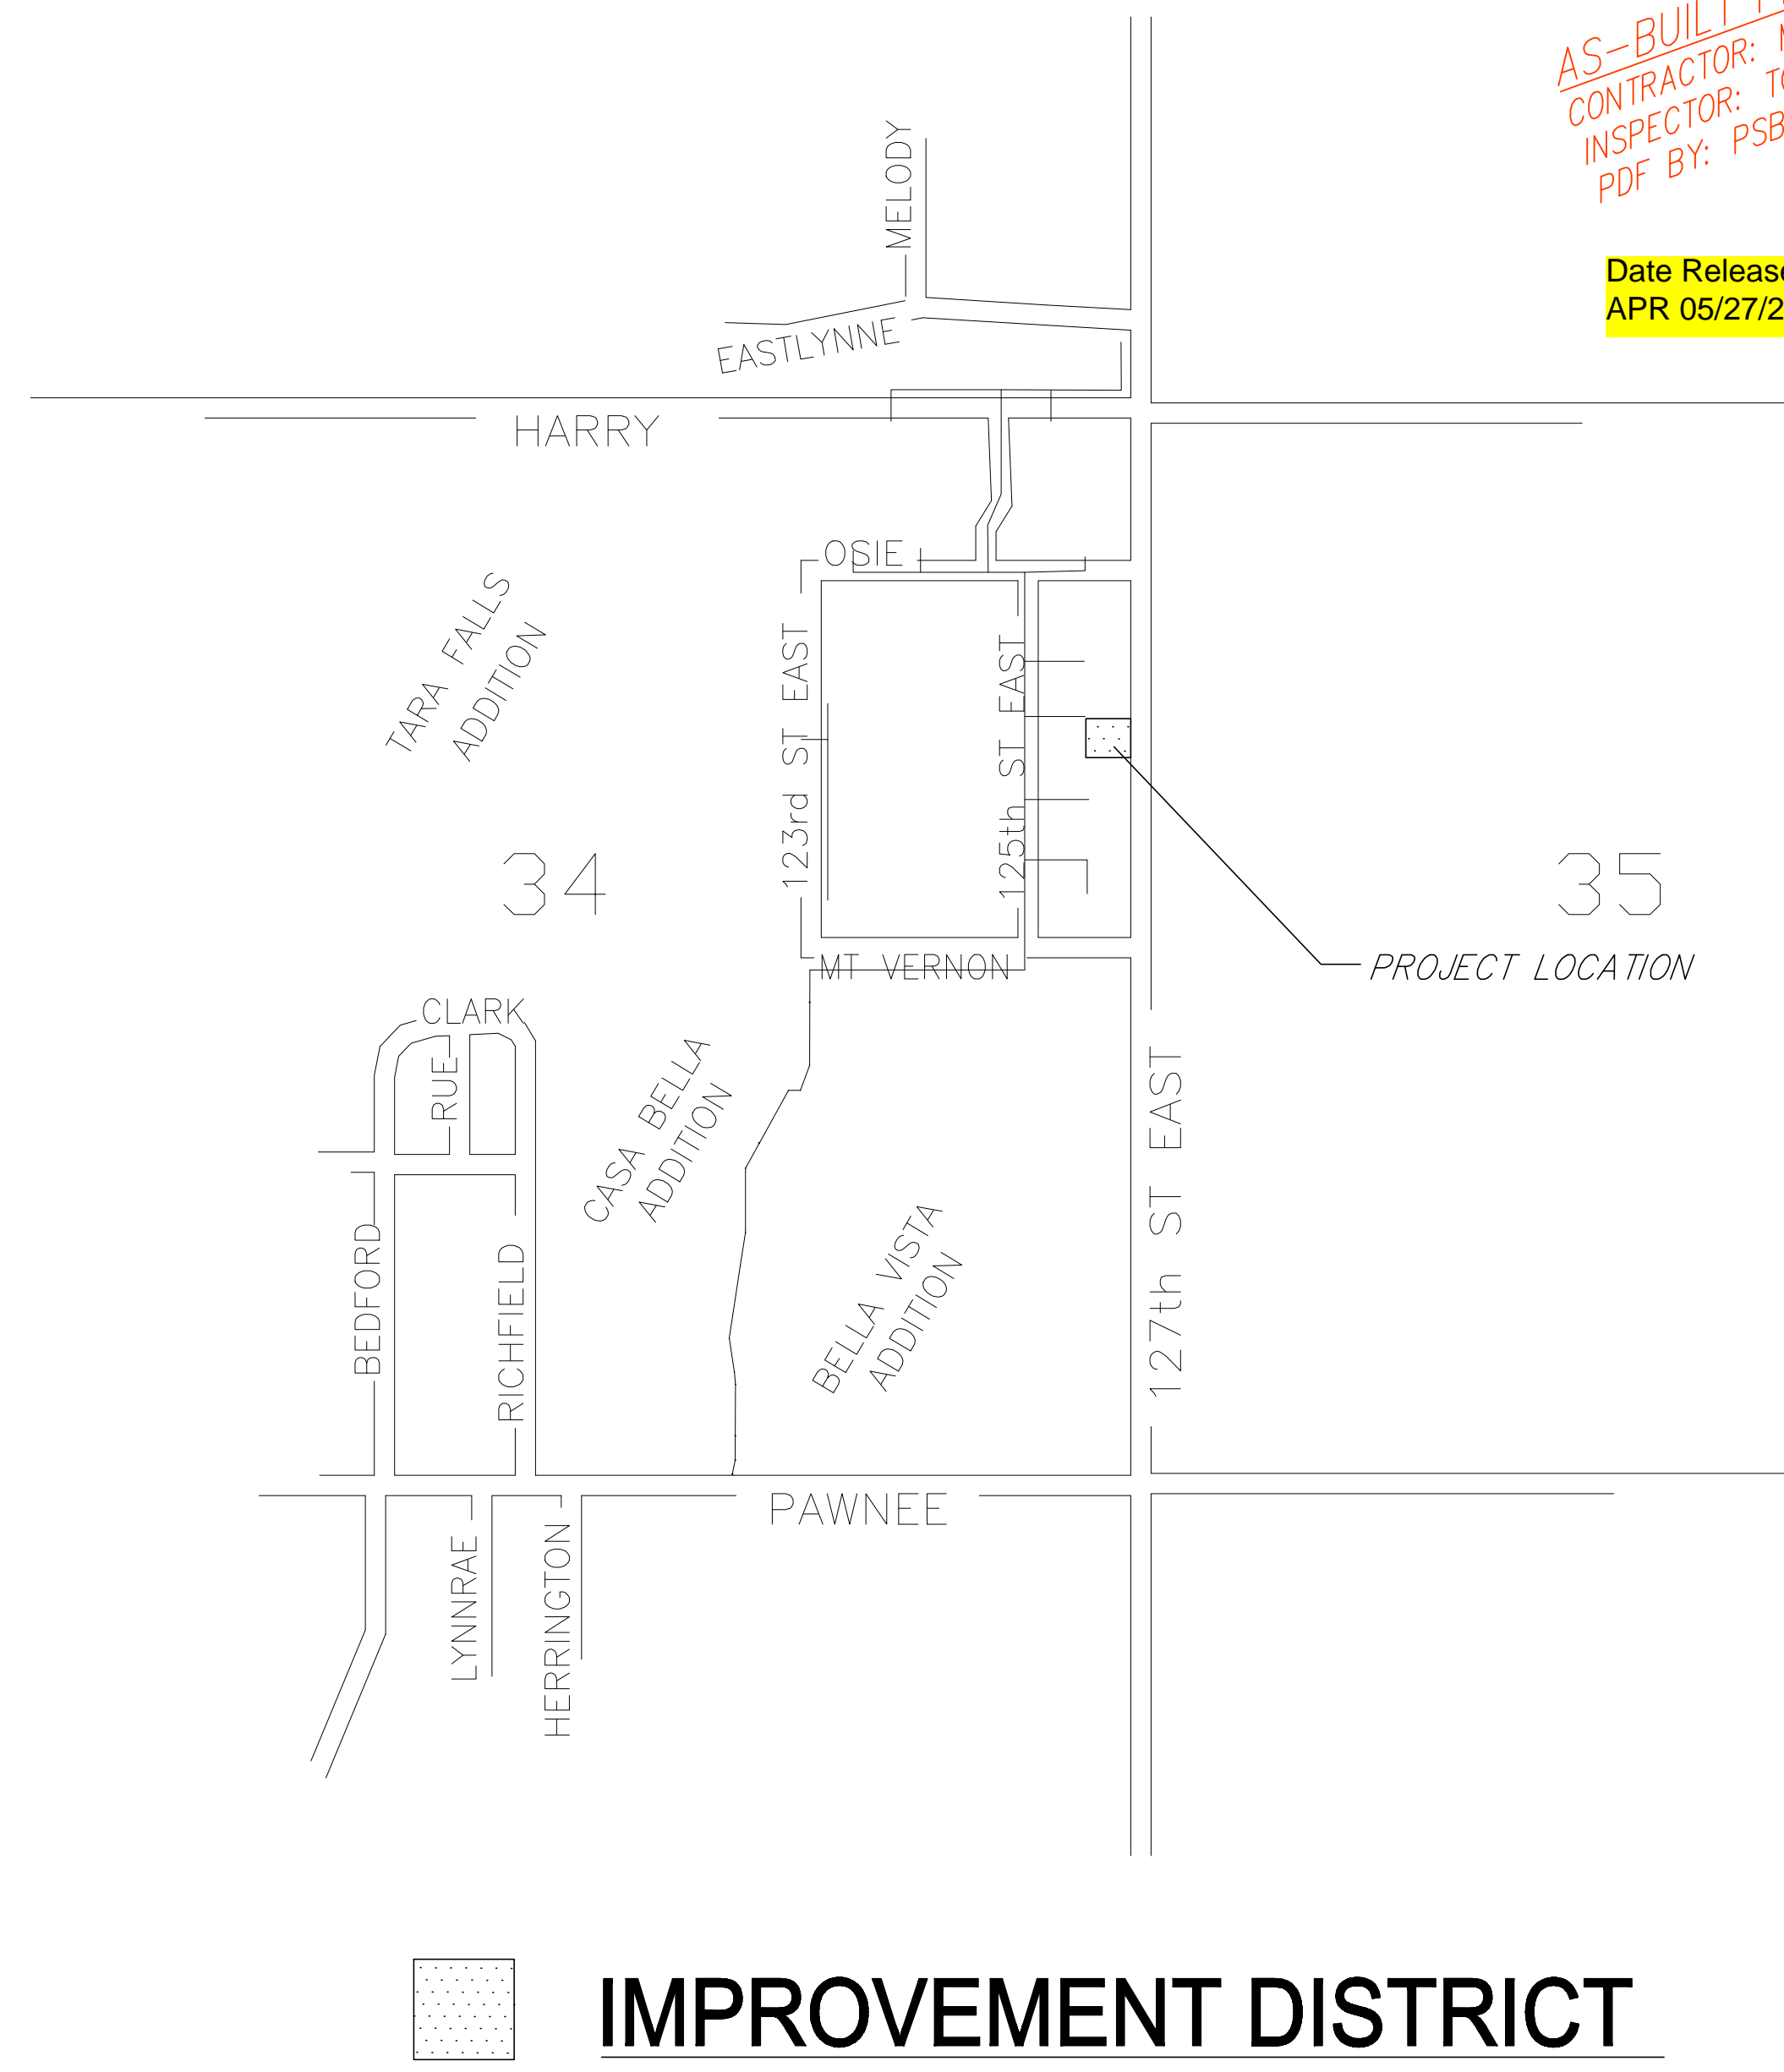 AS-BUILT
CONTRACTOR:
INSPECTOR:
PDF BY: PSB
Date Release
APR 05/27/2
MELODY
EASTLYNNE
HARRY
OSIE
TARA FALLS
ADDITION
123rd ST EAST
125th ST EAST
34
35
PROJECT LOCATION
MT VERNON
CLARK
RUE
CASA BELLA
ADDITION
127th ST EAST
BEDFORD
RICHFIELD
BELLA VISTA
ADDITION
PAWNEE
LYNNRAE
HERRINGTON
IMPROVEMENT DISTRICT